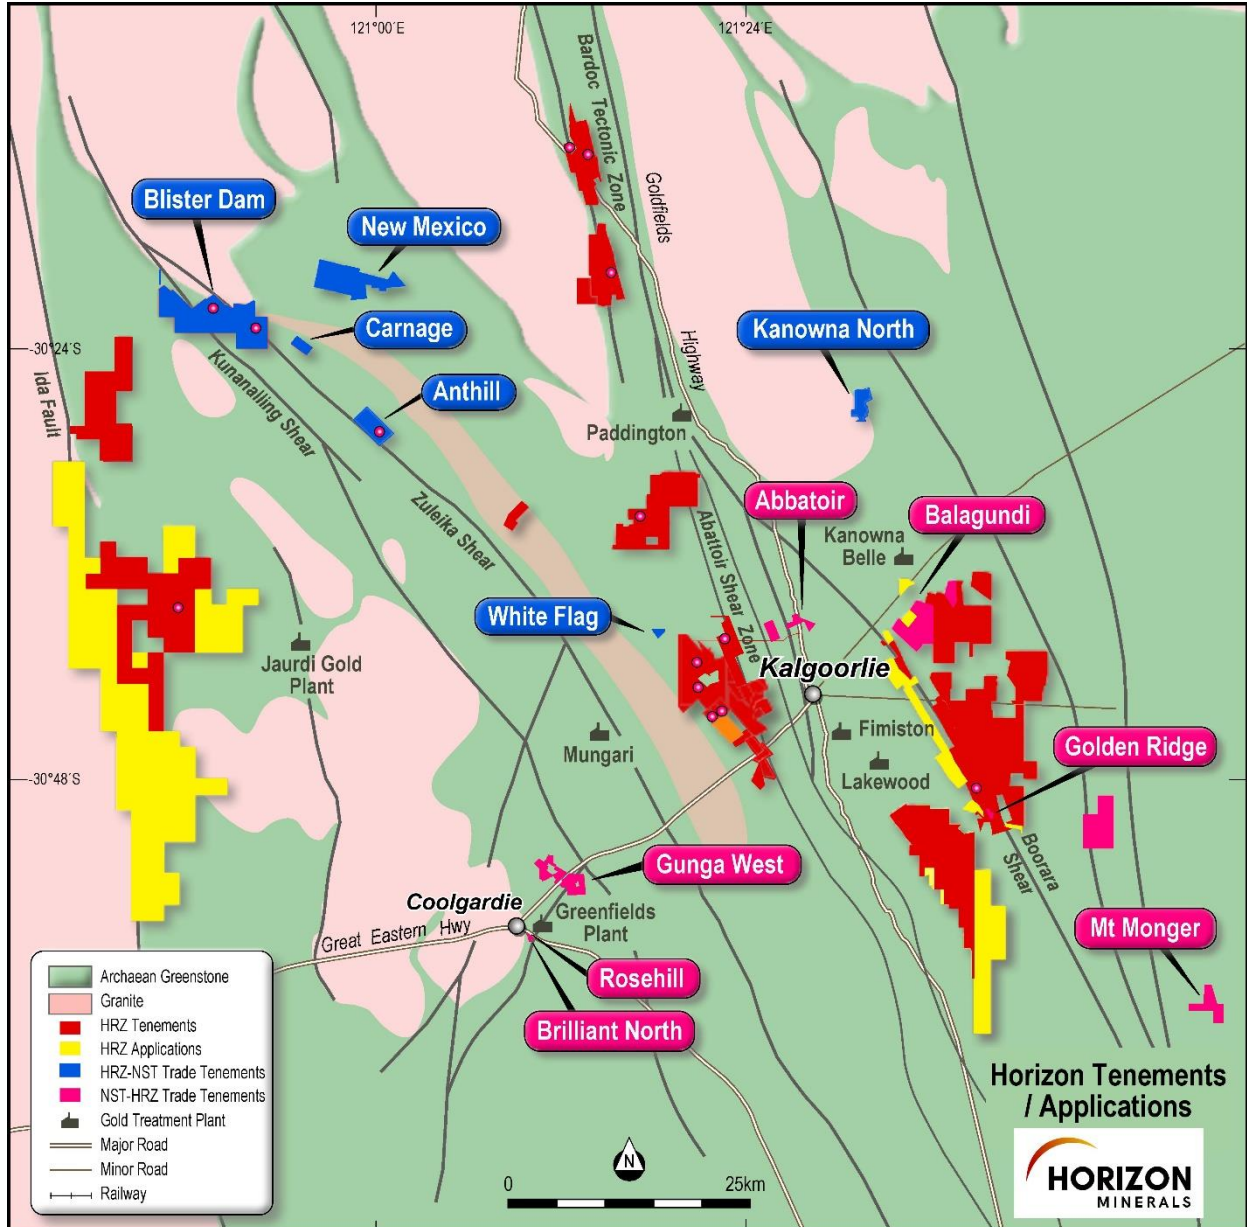 121°00´E
121°24´E
Bardoc Tectonic Zone
Goldfields
Highway
Blister Dam
New Mexico
Carnage
Kanowna North
-30°24´S
Ida Fault
Kunanalling Shear
Anthill
Paddington
Zuleika Shear
Abattoir Shear Zone
Abbatoir
Balagundi
Kanowna
Belle
White Flag
Jaurdi Gold
Plant
Kalgoorlie
Mungari
Fimiston
Lakewood
Golden Ridge
-30°48´S
Boorara
Shear
Gunga West
Coolgardie
Greenfields
Plant
Great Eastern Hwy
Mt Monger
Rosehill
Brilliant North
Archaean Greenstone
Granite
HRZ Tenements
HRZ Applications
HRZ-NST Trade Tenements
NST-HRZ Trade Tenements
Gold Treatment Plant
Major Road
Minor Road
Railway
N
0
25km
Horizon Tenements
/ Applications
HORIZON
MINERALS